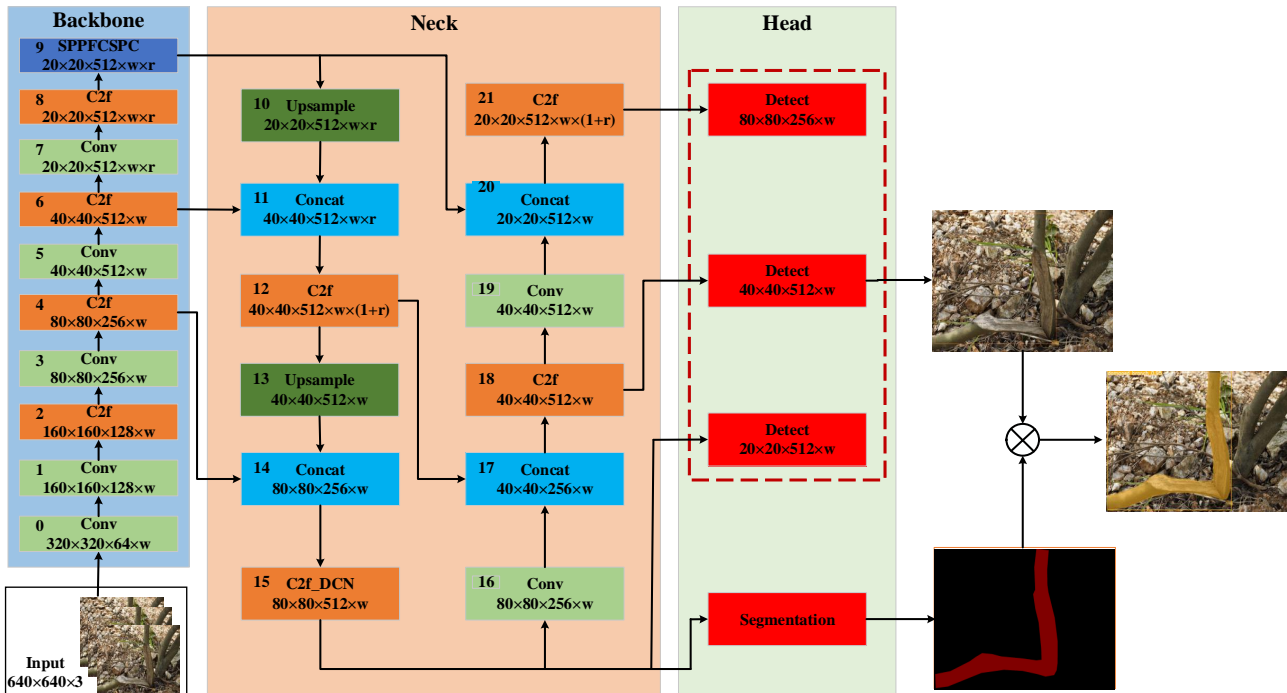 Backbone
9 SPPFCSPC
20×20×512×w×r
8 C2f
20×20×512×w×r
7 Conv
20×20×512×w×r
6 C2f
40×40×512×w
5 Conv
40×40×512×w
4 C2f
80×80×256×w
3 Conv
80×80×256×w
2 C2f
160×160×128×w
1 Conv
160×160×128×w
0 Conv
320×320×64×w
Input
640×640×3
Neck
10 Upsample
20×20×512×w×r
11 Concat
40×40×512×w×r
12 C2f
40×40×512×w×(1+r)
13 Upsample
40×40×512×w
14 Concat
80×80×256×w
15 C2f_DCN
80×80×512×w
21 C2f
20×20×512×w×(1+r)
20 Concat
20×20×512×w
19 Conv
40×40×512×w
18 C2f
40×40×512×w
17 Concat
40×40×256×w
16 Conv
80×80×256×w
Head
Detect
80×80×256×w
Detect
40×40×512×w
Detect
20×20×512×w
Segmentation